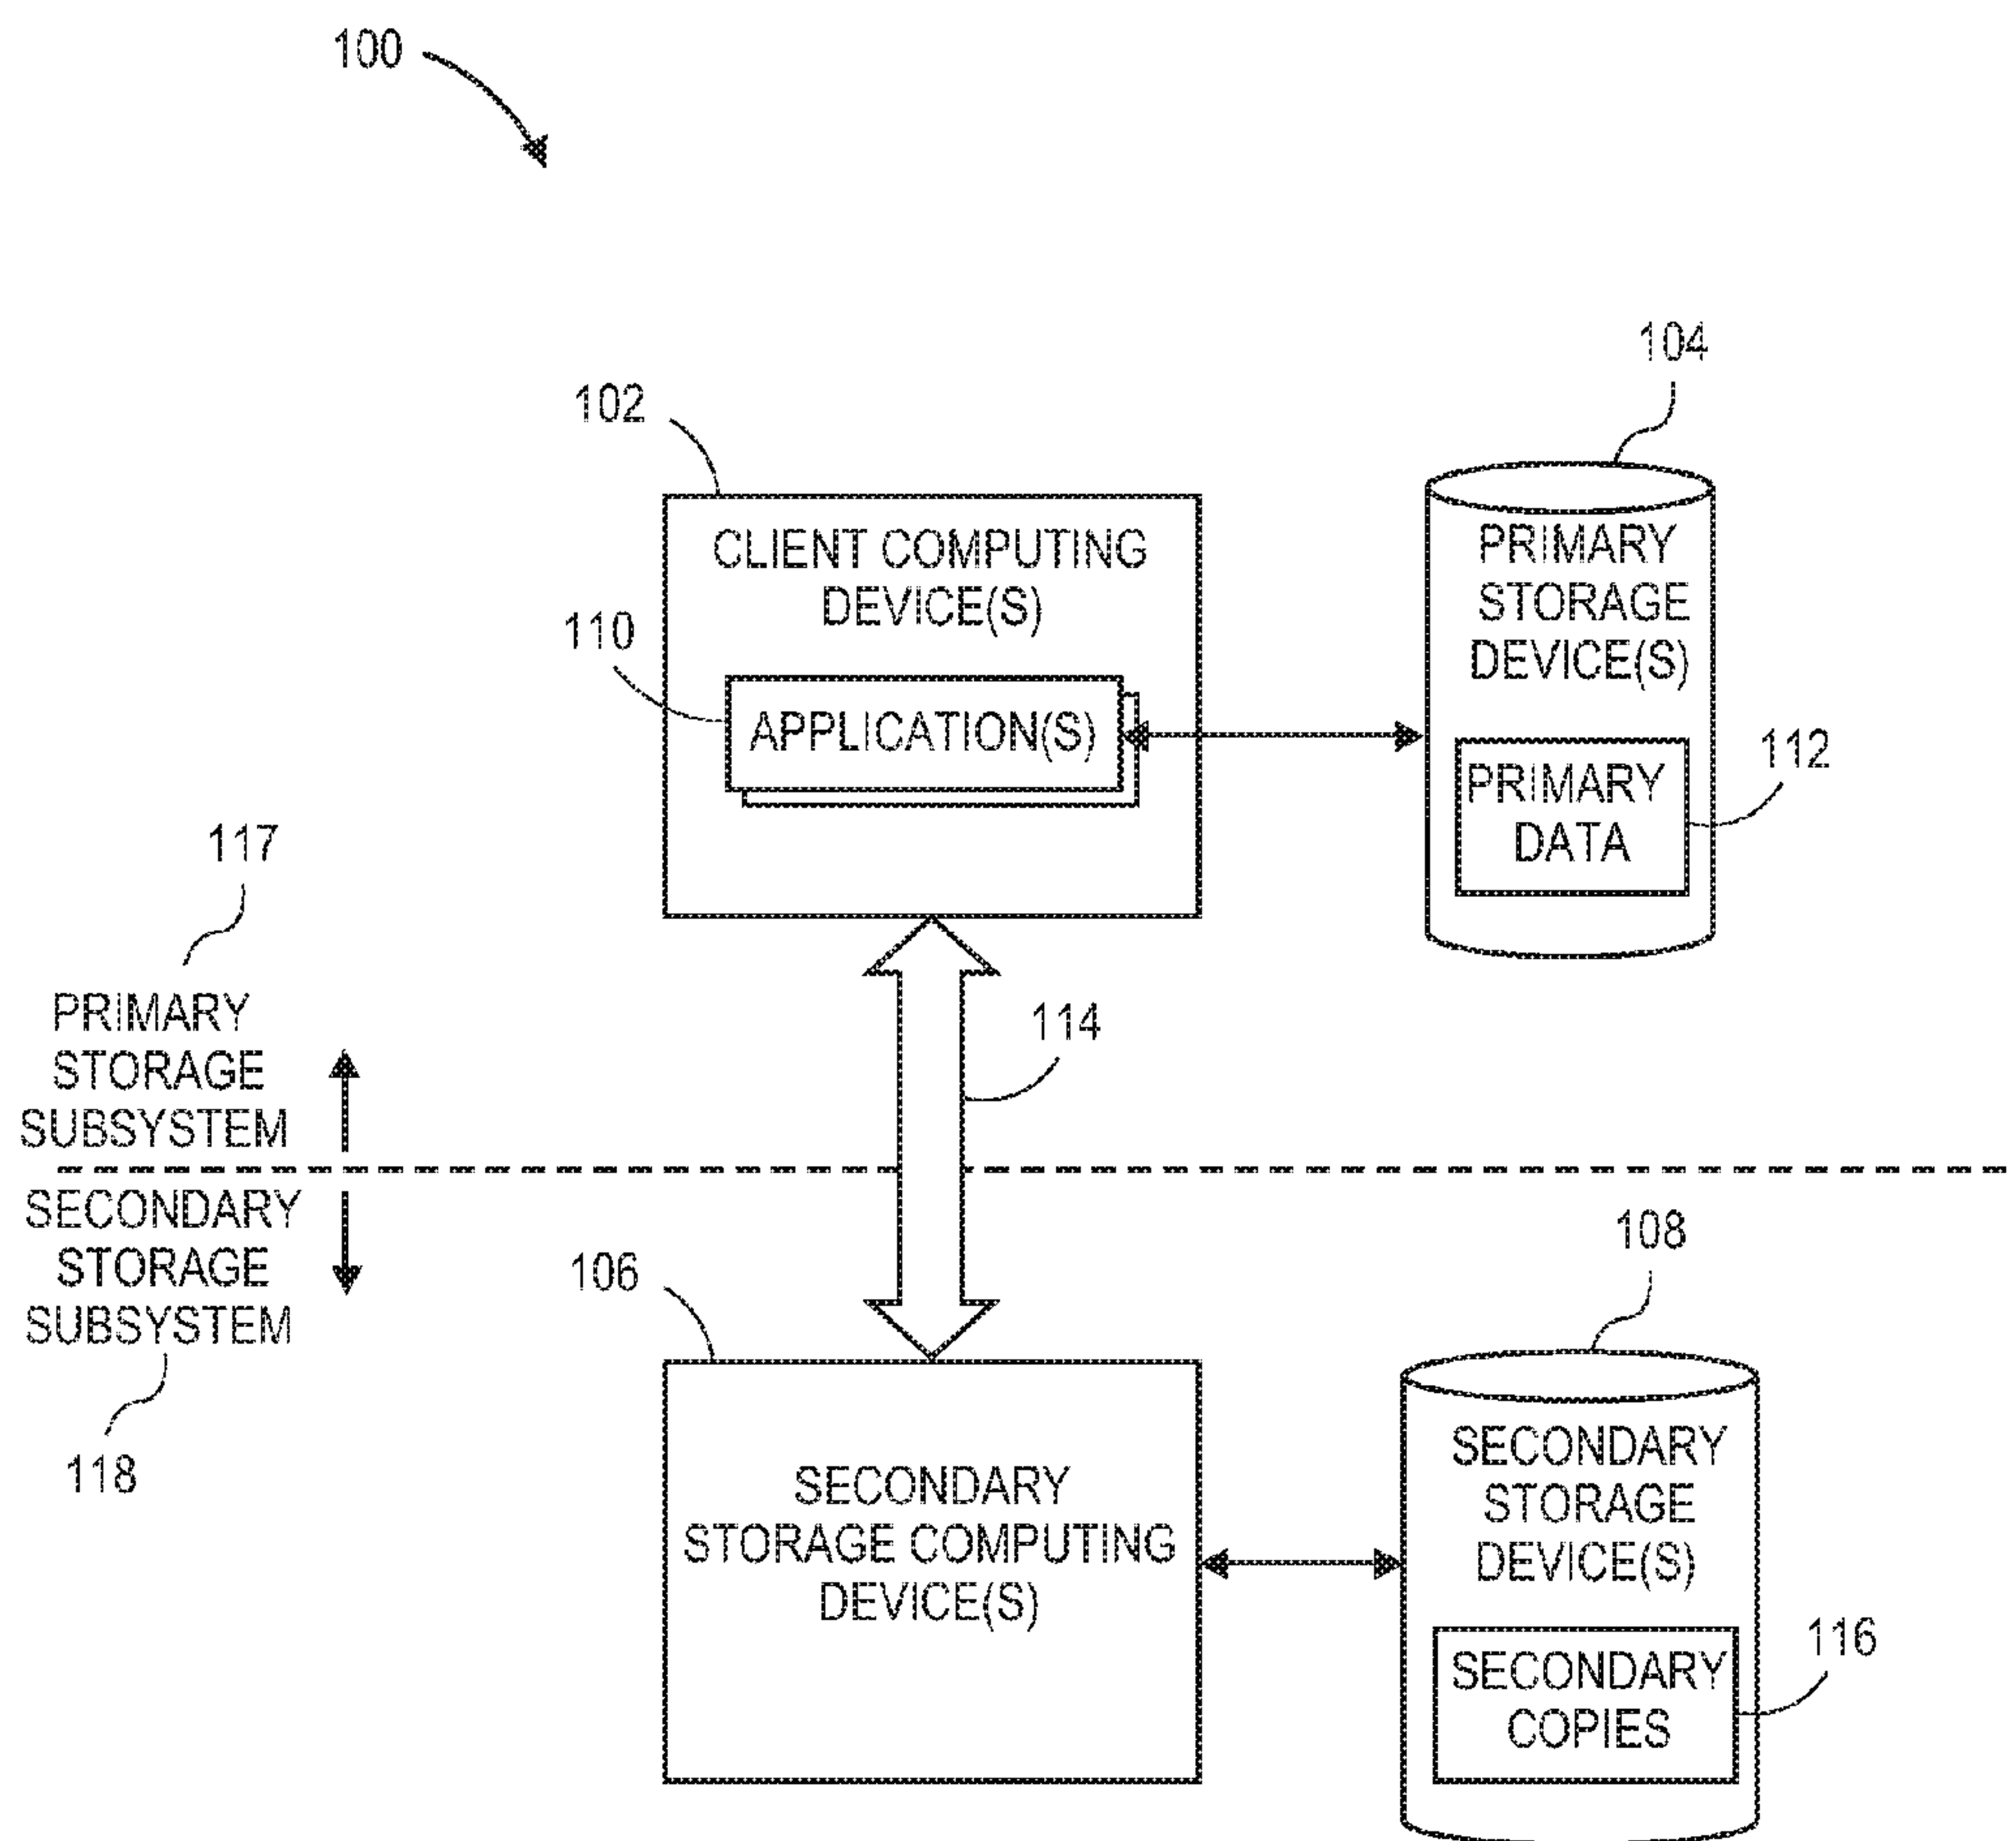 100
104
102
CLIENT COMPUTING
DEVICE(S)
PRIMARY
STORAGE
DEVICE(S)
110
APPLICATION(S)
112
PRIMARY
DATA
117
PRIMARY
STORAGE
SUBSYSTEM
114
SECONDARY
STORAGE
SUBSYSTEM
118
106
108
SECONDARY
STORAGE COMPUTING
DEVICE(S)
SECONDARY
STORAGE
DEVICE(S)
116
SECONDARY
COPIES